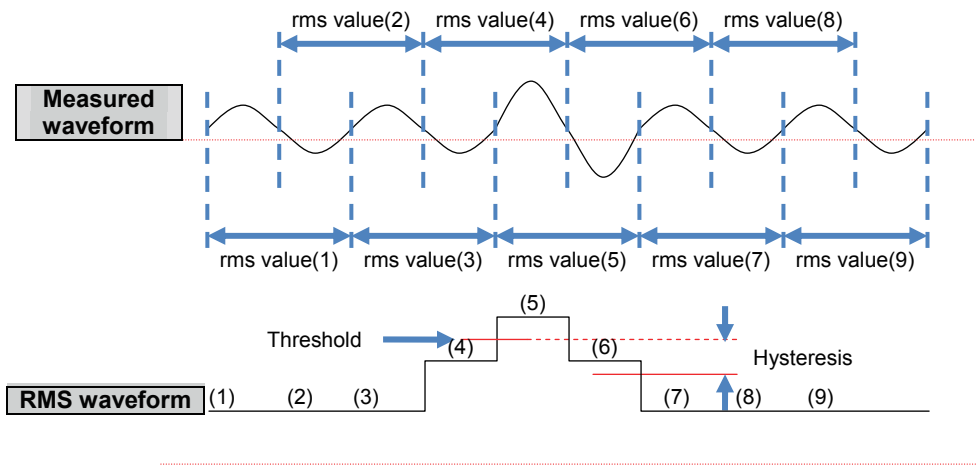 rms value(2) rms value(4) rms value(6) rms value(8)
Measured
waveform
rms value(1) rms value(3) rms value(5) rms value(7) rms value(9)
(5)
Threshold
(4)
(6)
Hysteresis
RMS waveform
(1) (2) (3) (7) (8) (9)